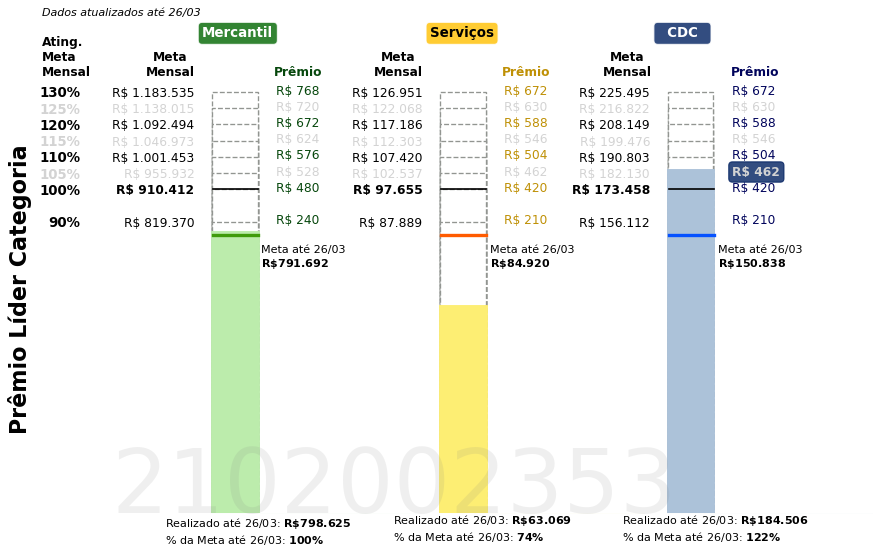 Dados atualizados até 26/03
Mercantil Serviços CDC
Ating. Meta Mensal Meta Mensal Prêmio Meta Mensal Prêmio Meta Mensal Prêmio
130% R$ 1.183.535 R$ 768 R$ 126.951 R$ 672 R$ 225.495 R$ 672
125% R$ 1.138.015 R$ 720 R$ 122.068 R$ 630 R$ 216.822 R$ 630
120% R$ 1.092.494 R$ 672 R$ 117.186 R$ 588 R$ 208.149 R$ 588
115% R$ 1.046.973 R$ 624 R$ 112.303 R$ 546 R$ 199.476 R$ 546
110% R$ 1.001.453 R$ 576 R$ 107.420 R$ 504 R$ 190.803 R$ 504
105% R$ 955.932 R$ 528 R$ 102.537 R$ 462 R$ 182.130 R$ 462
100% R$ 910.412 R$ 480 R$ 97.655 R$ 420 R$ 173.458 R$ 420
90% R$ 819.370 R$ 240 R$ 87.889 R$ 210 R$ 156.112 R$ 210
Meta até 26/03 Meta até 26/03 Meta até 26/03
R$791.692 R$84.920 R$150.838
Prêmio Líder Categoria
2102002353
Realizado até 26/03: R$798.625 Realizado até 26/03: R$63.069 Realizado até 26/03: R$184.506
% da Meta até 26/03: 100% % da Meta até 26/03: 74% % da Meta até 26/03: 122%